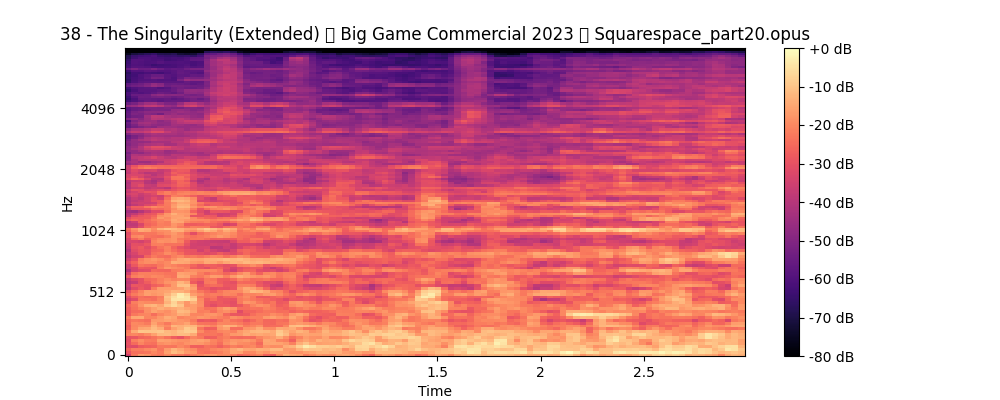 38 - The Singularity (Extended) ▯ Big Game Commercial 2023 ▯ Squarespace_part20.opus
+0 dB
4096
-10 dB
-20 dB
2048
-30 dB
Hz
-40 dB
1024
-50 dB
512
-60 dB
-70 dB
0
-80 dB
0
0.5
1
1.5
2
2.5
Time